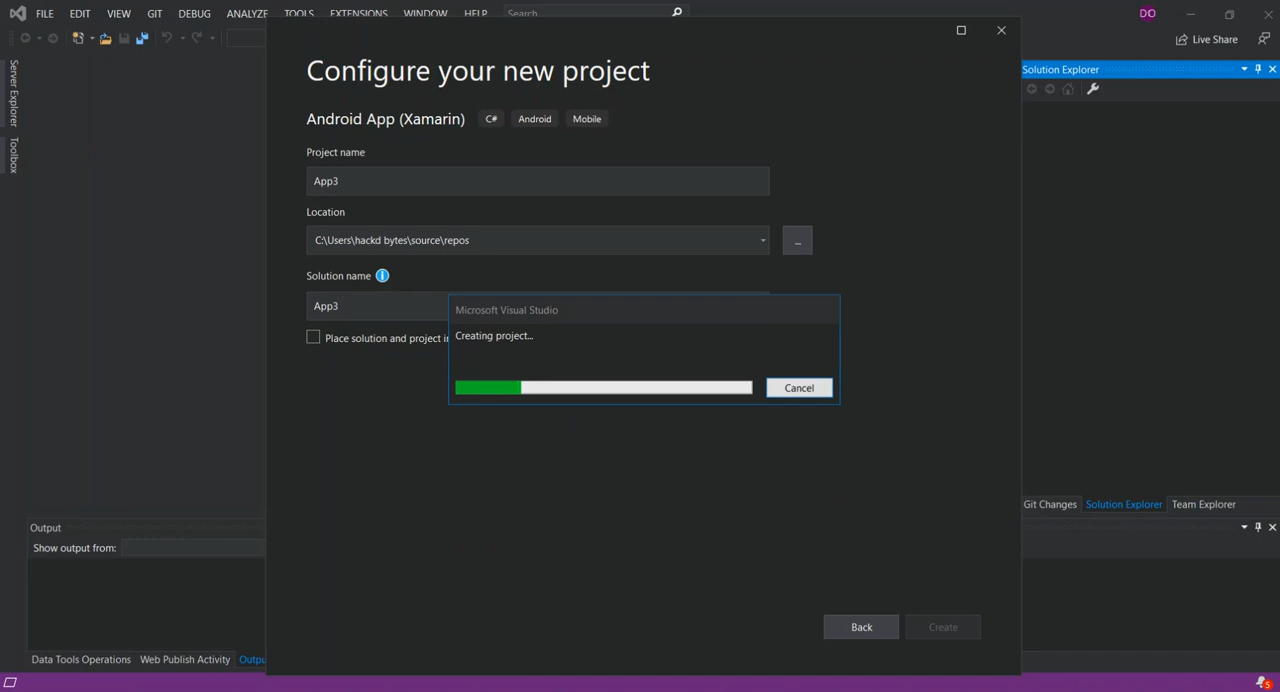 FILE EDIT VIEW GIT DEBUG ANALYZE TOOLS EXTENSIONS WINDOW HELP Search DO
Live Share
Server Explorer
Toolbox
Configure your new project
Android App (Xamarin) C# Android Mobile
Project name
App3
Location
C:\Users\hackd bytes\source\repos
...
Solution name i
App3
Place solution and project in
Microsoft Visual Studio
Creating project...
Cancel
Back Create
Solution Explorer
Git Changes Solution Explorer Team Explorer
Output
Show output from:
Data Tools Operations Web Publish Activity Outpu
5